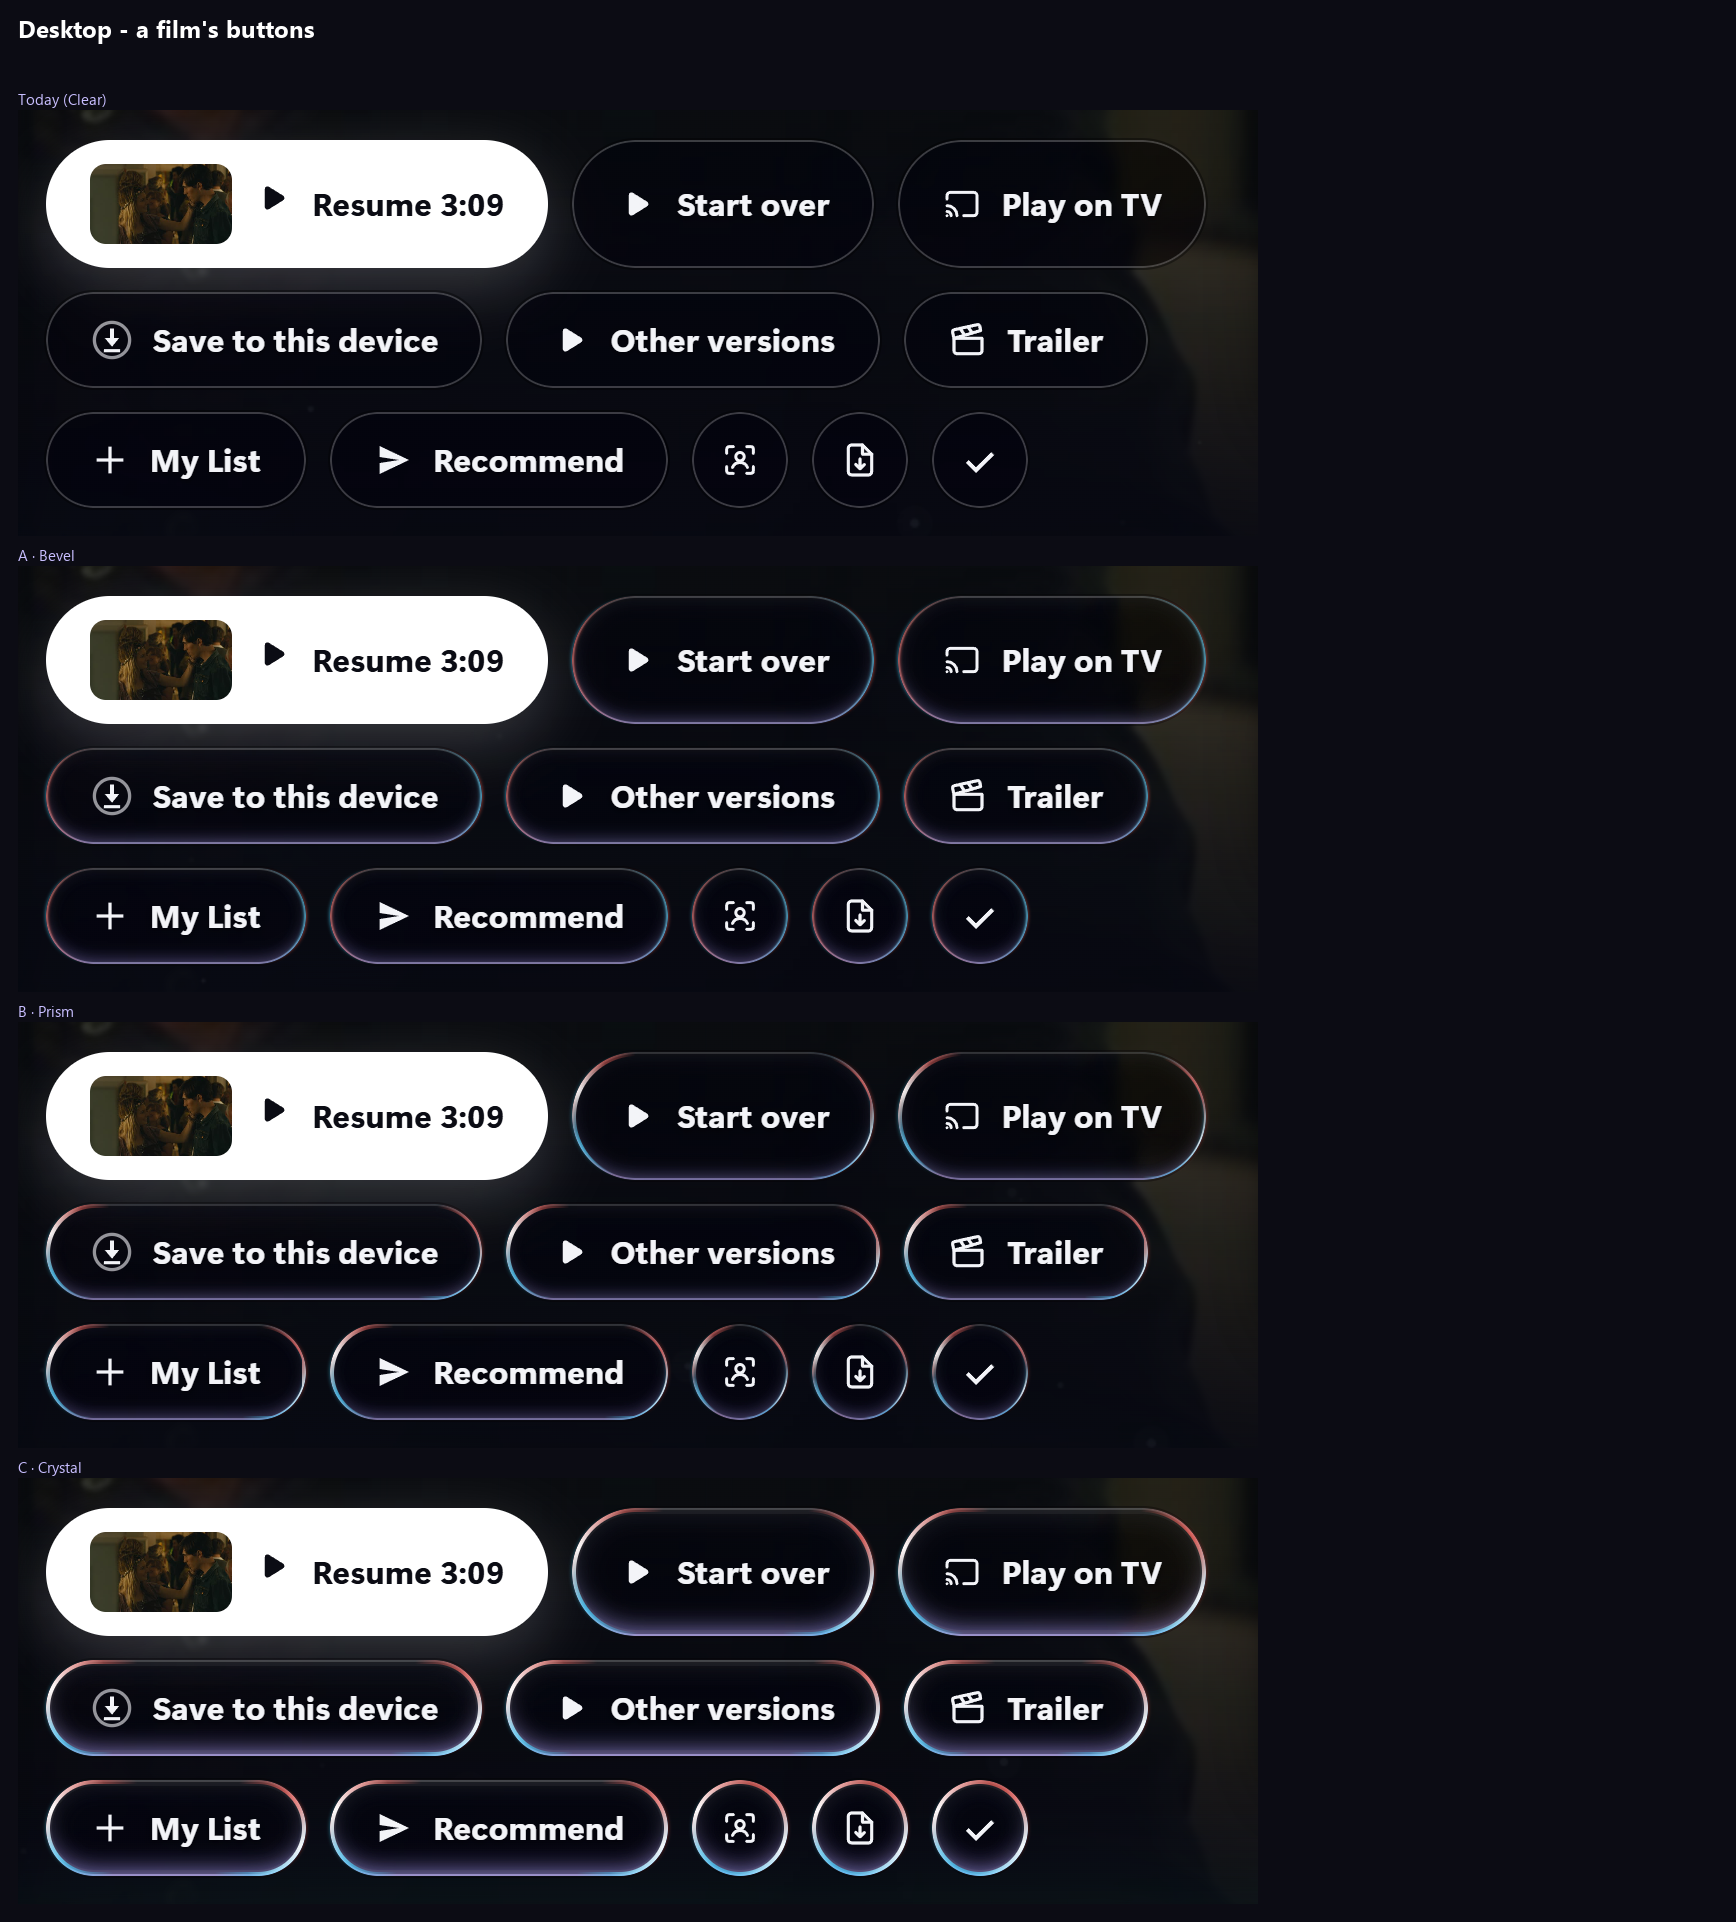 Desktop - a film's buttons
Today (Clear)
Resume 3:09 Start over Play on TV
Save to this device Other versions Trailer
My List Recommend
A · Bevel
Resume 3:09 Start over Play on TV
Save to this device Other versions Trailer
My List Recommend
B · Prism
Resume 3:09 Start over Play on TV
Save to this device Other versions Trailer
My List Recommend
C · Crystal
Resume 3:09 Start over Play on TV
Save to this device Other versions Trailer
My List Recommend